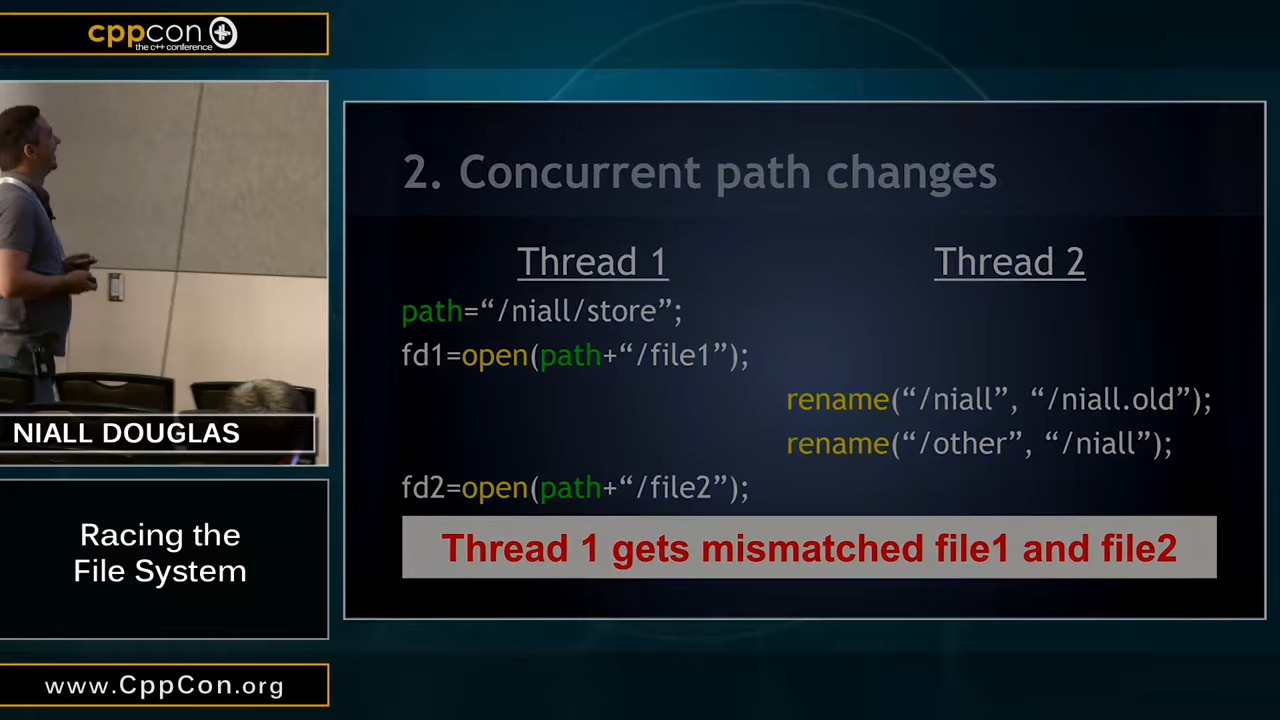 cppcon
the c++ conference
NIALL DOUGLAS
Racing the
File System
www.CppCon.org
2. Concurrent path changes
Thread 1
Thread 2
path=“/niall/store”;
fd1=open(path+“/file1”);
rename(“/niall”, “/niall.old”);
rename(“/other”, “/niall”);
fd2=open(path+“/file2”);
Thread 1 gets mismatched file1 and file2